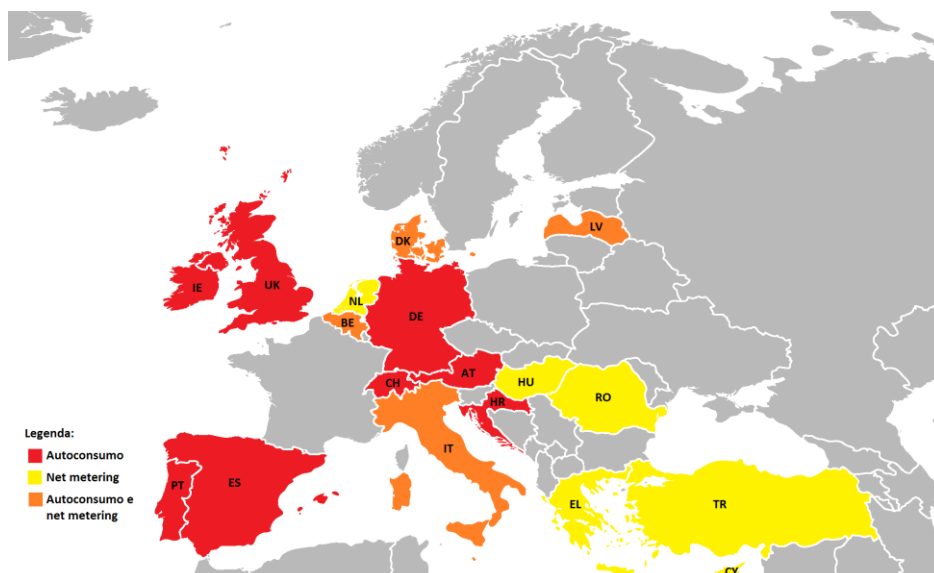 LV
DK
IE
UK
NL
BE
DE
AT
CH
HU
HR
RO
IT
Legenda:
Autoconsumo
Net metering
Autoconsumo e
net metering
PT
ES
EL
TR
CY